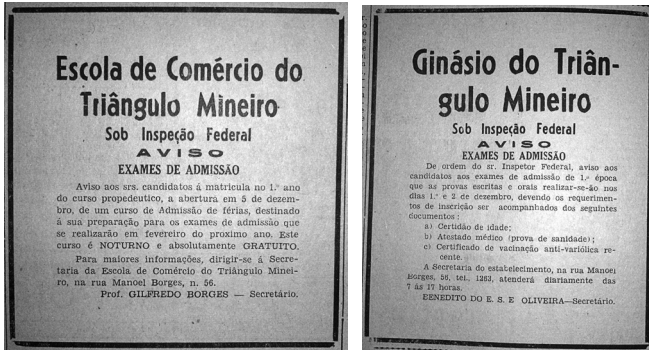 Escola de Comércio do
Triângulo Mineiro
Sob Inspeção Federal
AVISO
EXAMES DE ADMISSÃO
Aviso aos srs. candidatos á matricula no 1.º ano
do curso propedeutico, a abertura em 5 de dezem-
bro, de um curso de Admissão de férias, destinado
á sua preparação para os exames de admissão que
se realizarão em fevereiro do proximo ano. Este
curso é NOTURNO e absolutamente GRATUITO.
Para maiores informações, dirigir-se á Secre-
taria da Escola de Comércio do Triângulo Minei-
ro, na rua Manoel Borges, n. 56.
Prof. GILFREDO BORGES — Secretário.
Ginásio do Triân-
gulo Mineiro
Sob Inspeção Federal
AVISO
EXAMES DE ADMISSÃO
De ordem do sr. Inspetor Federal, aviso aos
candidatos aos exames de admissão de 1.ª época
que as provas escritas e orais realizar-se-ão nos
dias 1.º e 2 de dezembro, devendo os requerimen-
tos de inscrição ser acompanhados dos seguintes
documentos :
a) Certidão de idade;
b) Atestado médico (prova de sanidade) ;
c) Certificado de vacinação anti-variólica re-
cente.
A Secretaria do estabelecimento, na rua Manoel
Borges, 56, tel., 1263, atenderá diariamente das
7 ás 17 horas.
BENEDITO DO E. S. E OLIVEIRA—Secretário.